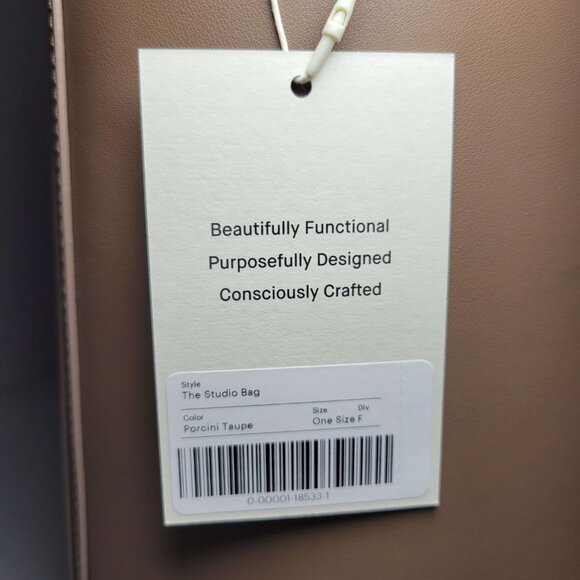 Beautifully Functional
Purposefully Designed
Consciously Crafted
Style
The Studio Bag
Color Size Div
Porcini Taupe One Size F
0-00001-18533-1